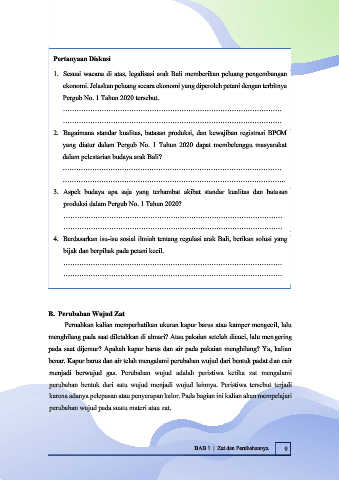 Pertanyaan Diskusi
1. Sesuai wacana di atas, legalisasi arak Bali memberikan peluang pengembangan
ekonomi. Jelaskan peluang secara ekonomi yang diperoleh petani dengan terbitnya
Pergub No. 1 Tahun 2020 tersebut.
2. Bagaimana standar kualitas, batasan produksi, dan kewajiban registrasi BPOM
yang diatur dalam Pergub No. 1 Tahun 2020 dapat membelenggu masyarakat
dalam pelestarian budaya arak Bali?
3. Aspek budaya apa saja yang terhambat akibat standar kualitas dan batasan
produksi dalam Pergub No. 1 Tahun 2020?
4. Berdasarkan isu-isu sosial ilmiah tentang regulasi arak Bali, berikan solusi yang
bijak dan berpihak pada petani kecil.
B. Perubahan Wujud Zat
Pernahkan kalian memperhatikan ukuran kapur barus atau kamper mengecil, lalu
menghilang pada saat diletakkan di almari? Atau pakaian setelah dicuci, lalu mengering
pada saat dijemur? Apakah kapur barus dan air pada pakaian menghilang? Ya, kalian
benar. Kapur barus dan air telah mengalami perubahan wujud dari bentuk padat dan cair
menjadi berwujud gas. Perubahan wujud adalah peristiwa ketika zat mengalami
perubahan bentuk dari satu wujud menjadi wujud lainnya. Peristiwa tersebut terjadi
karena adanya pelepasan atau penyerapan kalor. Pada bagian ini kalian akan mempelajari
perubahan wujud pada suatu materi atau zat.
BAB 1 | Zat dan Perubahannya 9